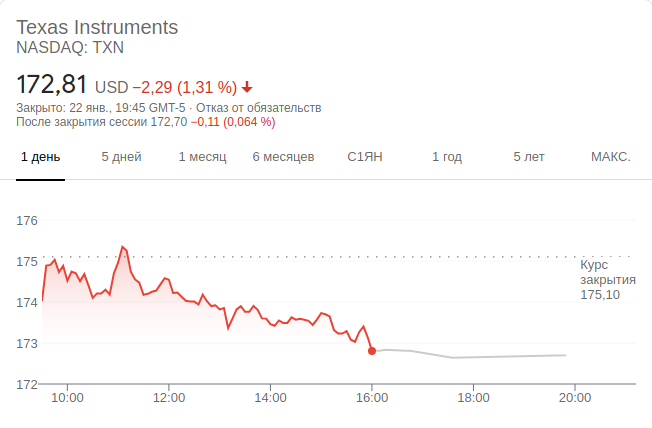 Texas Instruments
NASDAQ: TXN
172,81 USD −2,29 (1,31 %)
Закрыто: 22 янв., 19:45 GMT-5 · Отказ от обязательств
После закрытия сессии 172,70 −0,11 (0,064 %)
1 день 5 дней 1 месяц 6 месяцев С1ЯН 1 год 5 лет МАКС.
176
175
Курс
закрытия
175,10
174
173
172
10:00 12:00 14:00 16:00 18:00 20:00